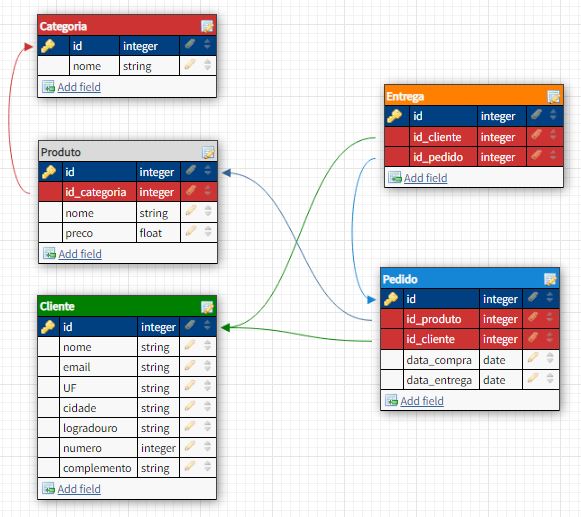 Categoria
id integer
nome string
Add field
Produto
id integer
id_categoria integer
nome string
preco float
Add field
Cliente
id integer
nome string
email string
UF string
cidade string
logradouro string
numero integer
complemento string
Add field
Entrega
id integer
id_cliente integer
id_pedido integer
Add field
Pedido
id integer
id_produto integer
id_cliente integer
data_compra date
data_entrega date
Add field